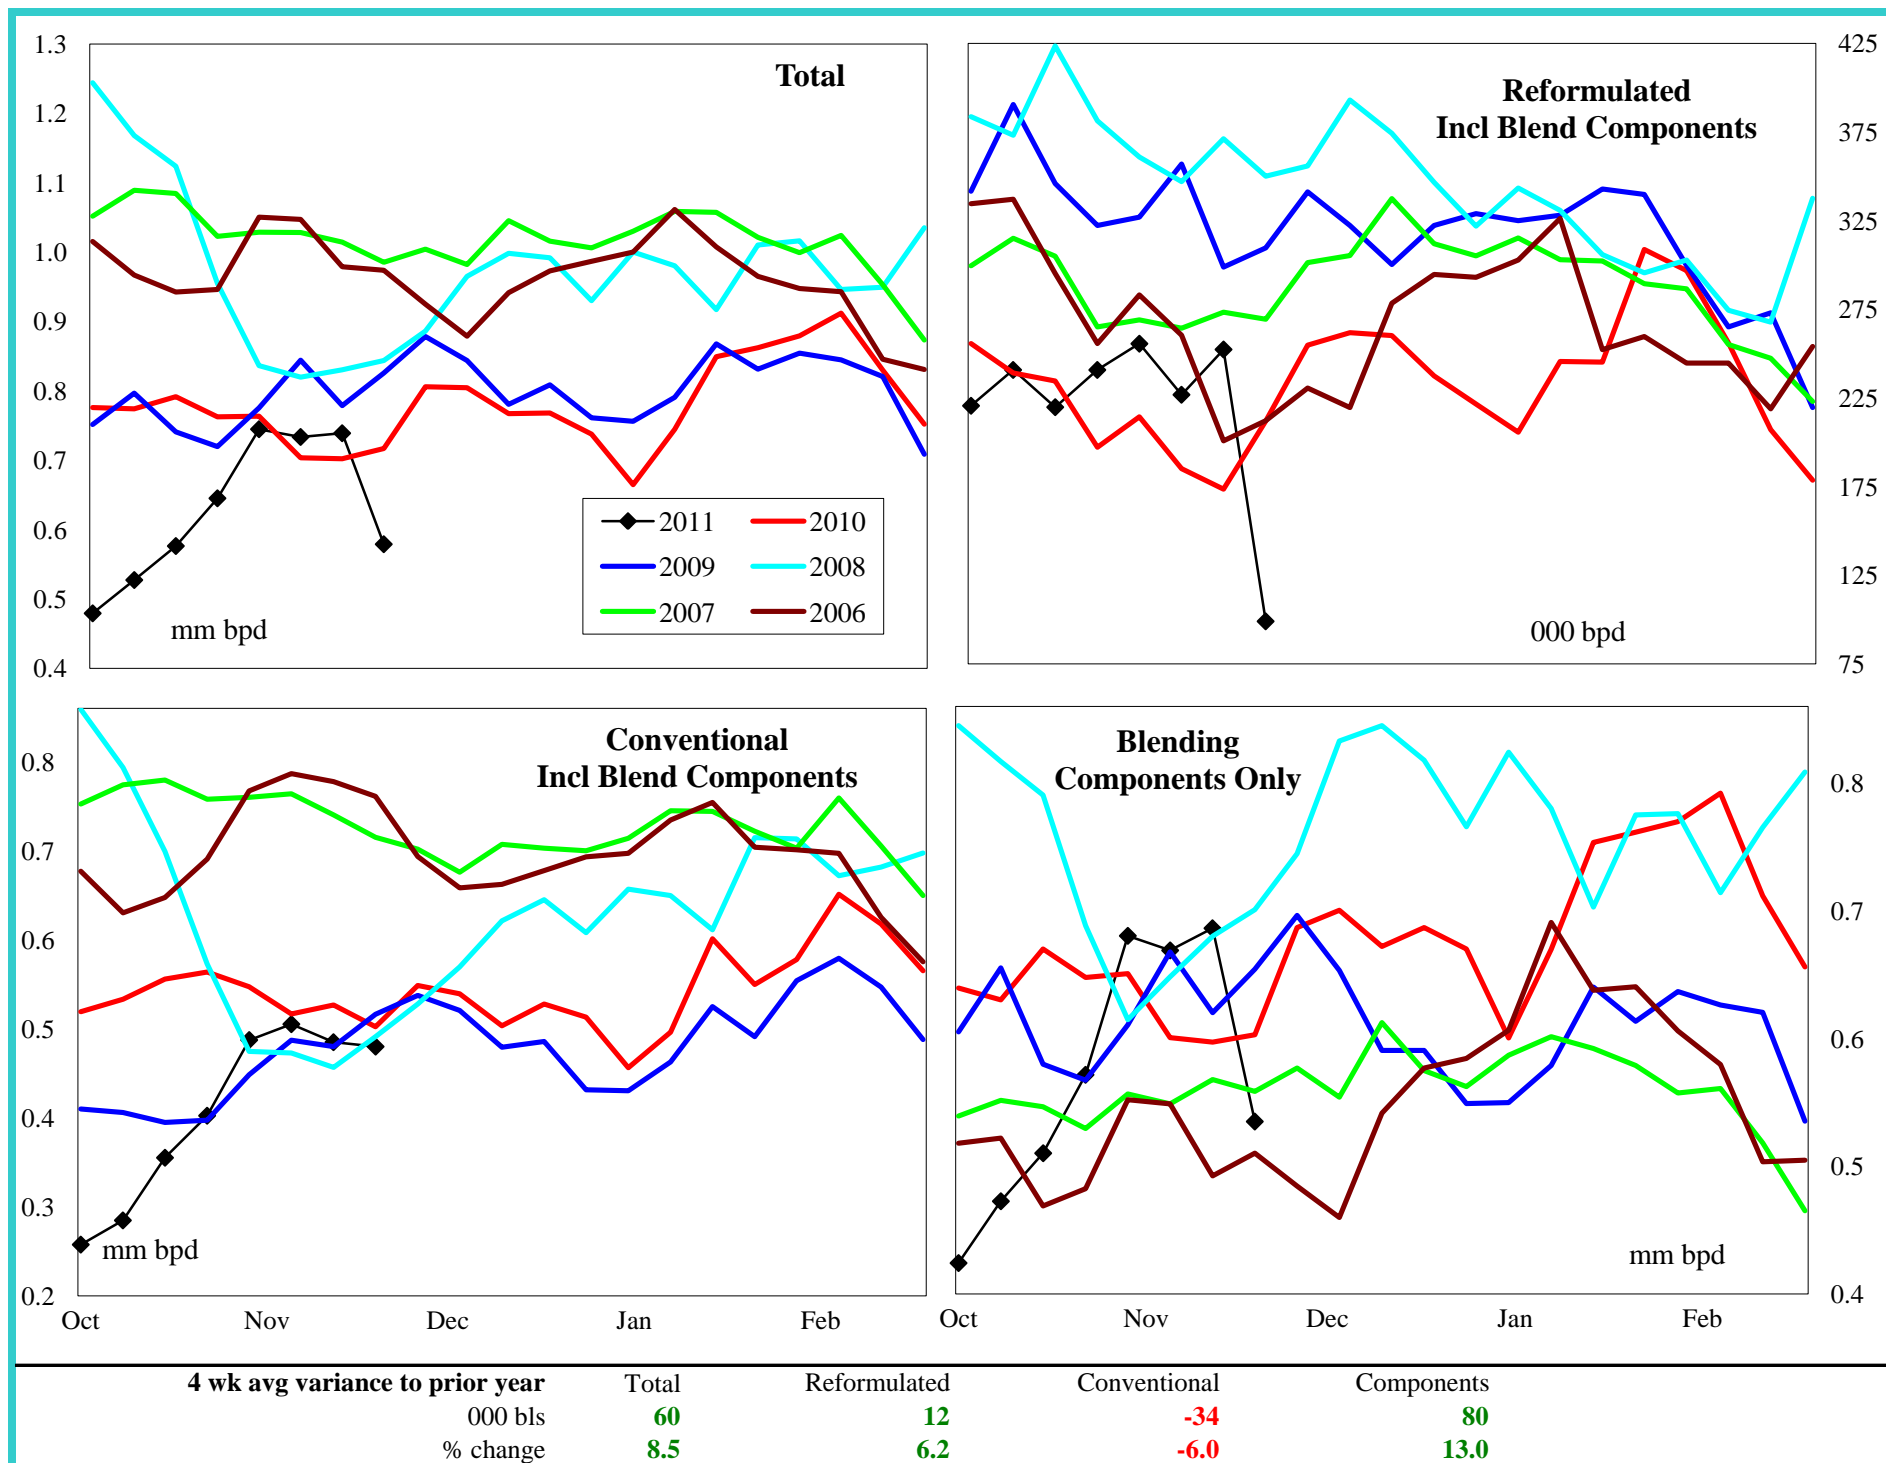 Total
1.3
1.2
1.1
1.0
0.9
0.8
0.7
0.6
0.5
0.4
mm bpd
2011 2010
2009 2008
2007 2006
Reformulated
Incl Blend Components
425
375
325
275
225
175
125
75
000 bpd
Conventional
Incl Blend Components
0.8
0.7
0.6
0.5
0.4
0.3
0.2
mm bpd
Oct Nov Dec Jan Feb
Blending
Components Only
0.8
0.7
0.6
0.5
0.4
mm bpd
Oct Nov Dec Jan Feb
4 wk avg variance to prior year Total Reformulated Conventional Components
000 bls 60 12 -34 80
% change 8.5 6.2 -6.0 13.0